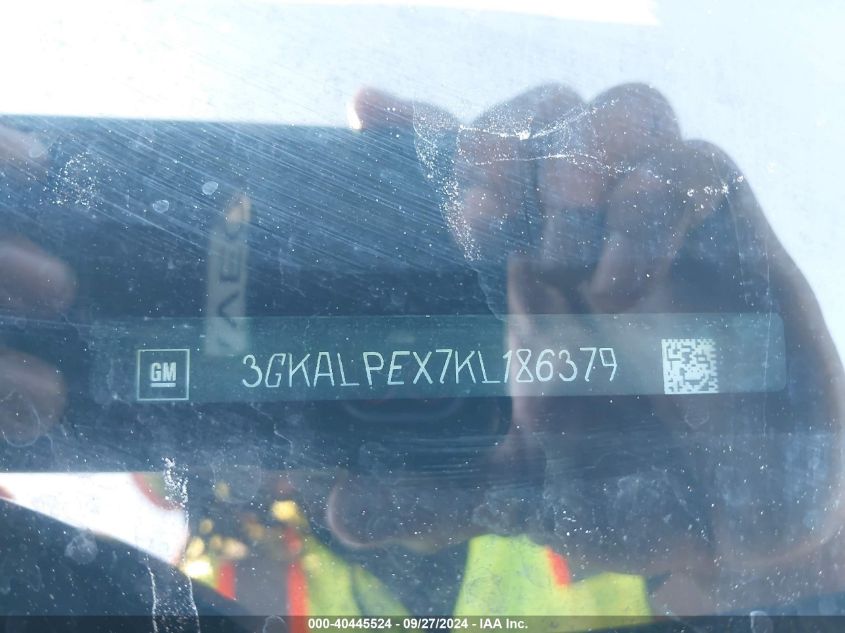 GM 3GKALPEX7KL186379
000-40445524 - 09/27/2024 - IAA Inc.